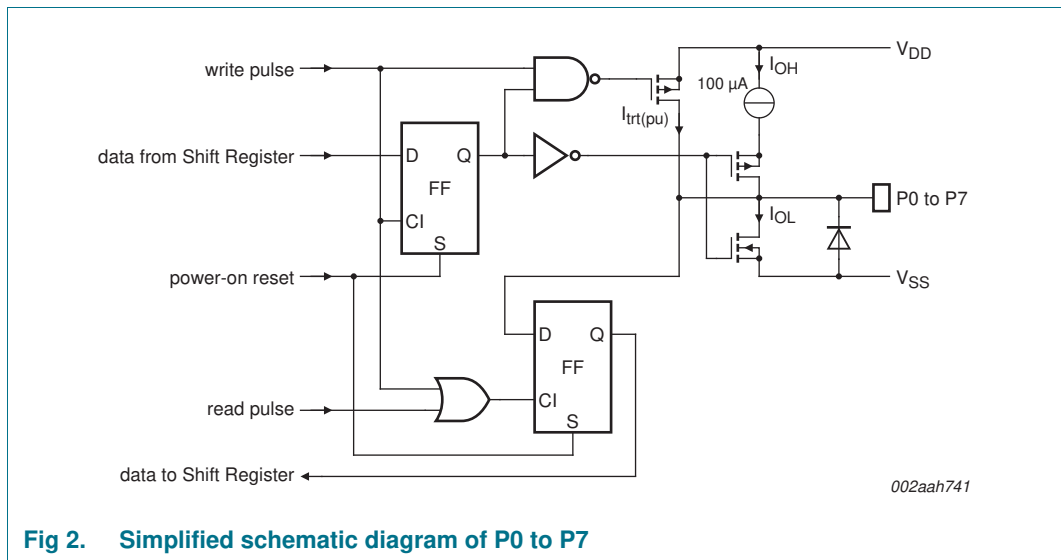 write pulse
data from Shift Register
power-on reset
read pulse
data to Shift Register
D
Q
FF
CI
S
D
Q
FF
CI
S
I_trt(pu)
100 μA
I_OH
V_DD
P0 to P7
I_OL
V_SS
002aah741
Fig 2. Simplified schematic diagram of P0 to P7